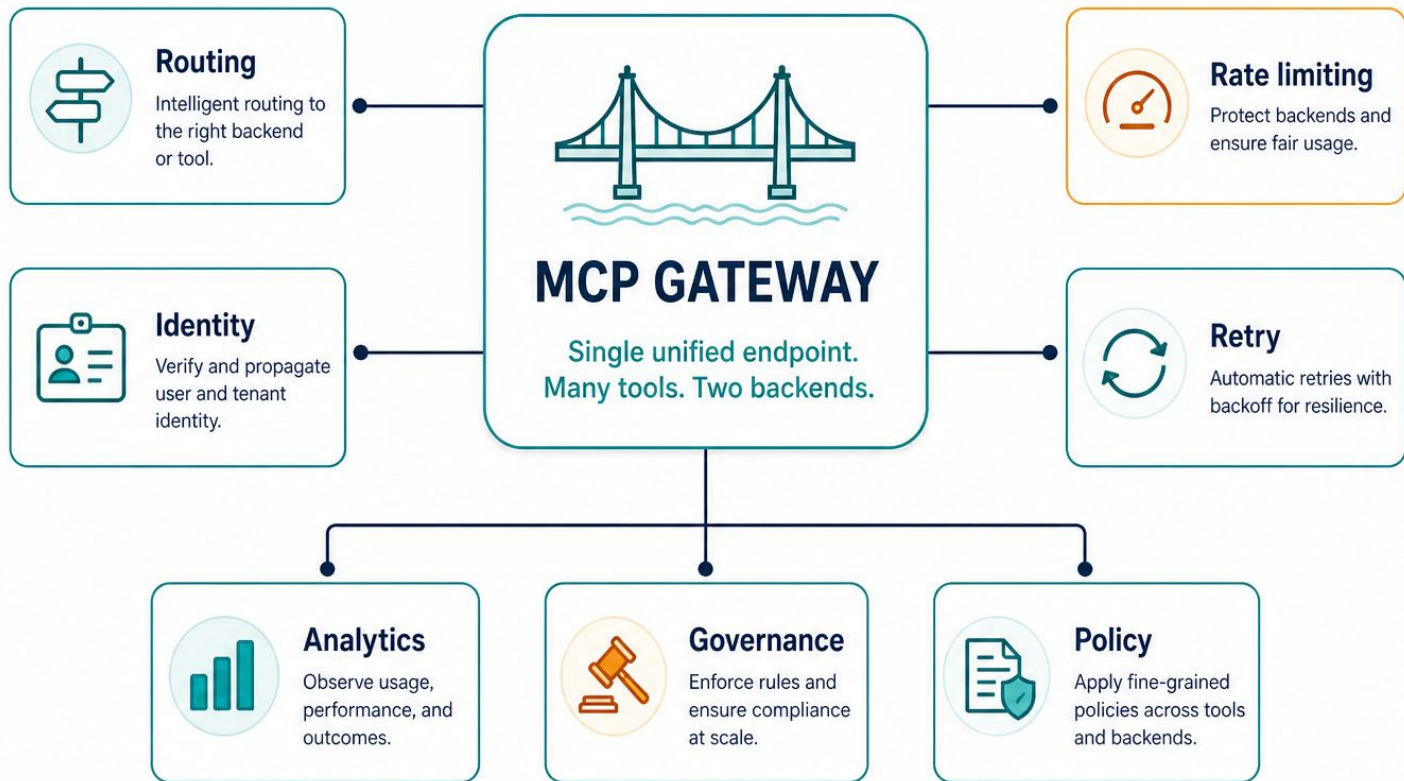 Routing
Intelligent routing to
the right backend
or tool.
MCP GATEWAY
Single unified endpoint.
Many tools. Two backends.
Rate limiting
Protect backends and
ensure fair usage.
Identity
Verify and propagate
user and tenant
identity.
Retry
Automatic retries with
backoff for resilience.
Analytics
Observe usage,
performance, and
outcomes.
Governance
Enforce rules and
ensure compliance
at scale.
Policy
Apply fine-grained
policies across tools
and backends.